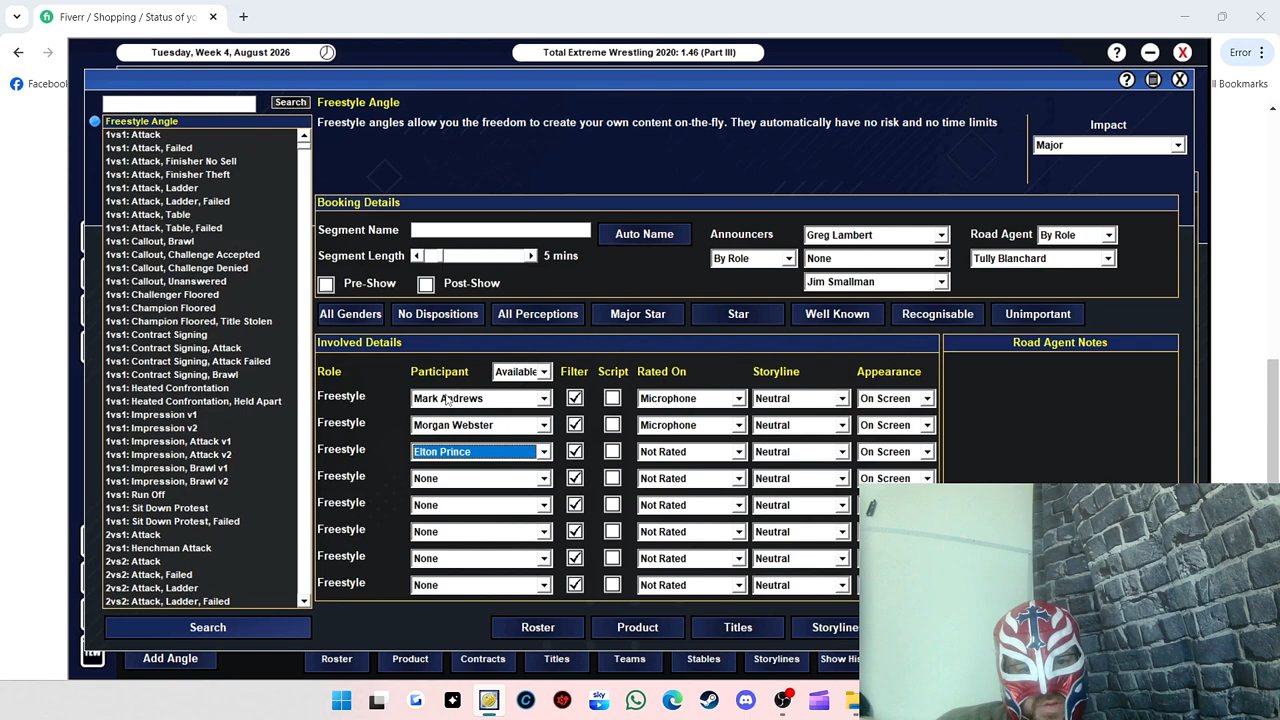 Fiverr / Shopping / Status of yo
Error
Facebook
All Bookmarks
Tuesday, Week 4, August 2026
Total Extreme Wrestling 2020: 1.46 (Part III)
Search
Freestyle Angle
1vs1: Attack
1vs1: Attack, Failed
1vs1: Attack, Finisher No Sell
1vs1: Attack, Finisher Theft
1vs1: Attack, Ladder
1vs1: Attack, Ladder, Failed
1vs1: Attack, Table
1vs1: Attack, Table, Failed
1vs1: Callout, Brawl
1vs1: Callout, Challenge Accepted
1vs1: Callout, Challenge Denied
1vs1: Callout, Unanswered
1vs1: Challenger Floored
1vs1: Champion Floored
1vs1: Champion Floored, Title Stolen
1vs1: Contract Signing
1vs1: Contract Signing, Attack
1vs1: Contract Signing, Attack Failed
1vs1: Contract Signing, Brawl
1vs1: Heated Confrontation
1vs1: Heated Confrontation, Held Apart
1vs1: Impression v1
1vs1: Impression v2
1vs1: Impression, Attack v1
1vs1: Impression, Attack v2
1vs1: Impression, Brawl v1
1vs1: Impression, Brawl v2
1vs1: Run Off
1vs1: Sit Down Protest
1vs1: Sit Down Protest, Failed
2vs1: Attack
2vs1: Henchman Attack
2vs2: Attack
2vs2: Attack, Failed
2vs2: Attack, Ladder
2vs2: Attack, Ladder, Failed
Search
Freestyle Angle
Freestyle angles allow you the freedom to create your own content on-the-fly. They automatically have no risk and no time limits
Impact
Major
Booking Details
Segment Name
Auto Name
Announcers
Greg Lambert
Road Agent
By Role
Segment Length
5 mins
By Role
None
Tully Blanchard
Pre-Show
Post-Show
Jim Smallman
All Genders
No Dispositions
All Perceptions
Major Star
Star
Well Known
Recognisable
Unimportant
Involved Details
Road Agent Notes
Role
Participant
Available
Filter
Script
Rated On
Storyline
Appearance
Freestyle
Mark Andrews
Microphone
Neutral
On Screen
Freestyle
Morgan Webster
Microphone
Neutral
On Screen
Freestyle
Elton Prince
Not Rated
Neutral
On Screen
Freestyle
None
Not Rated
Neutral
On Screen
Freestyle
None
Not Rated
Neutral
Freestyle
None
Not Rated
Neutral
Freestyle
None
Not Rated
Neutral
Freestyle
None
Not Rated
Neutral
Roster
Product
Titles
Storyline
Add Angle
Roster
Product
Contracts
Titles
Teams
Stables
Storylines
Show Hi
sky